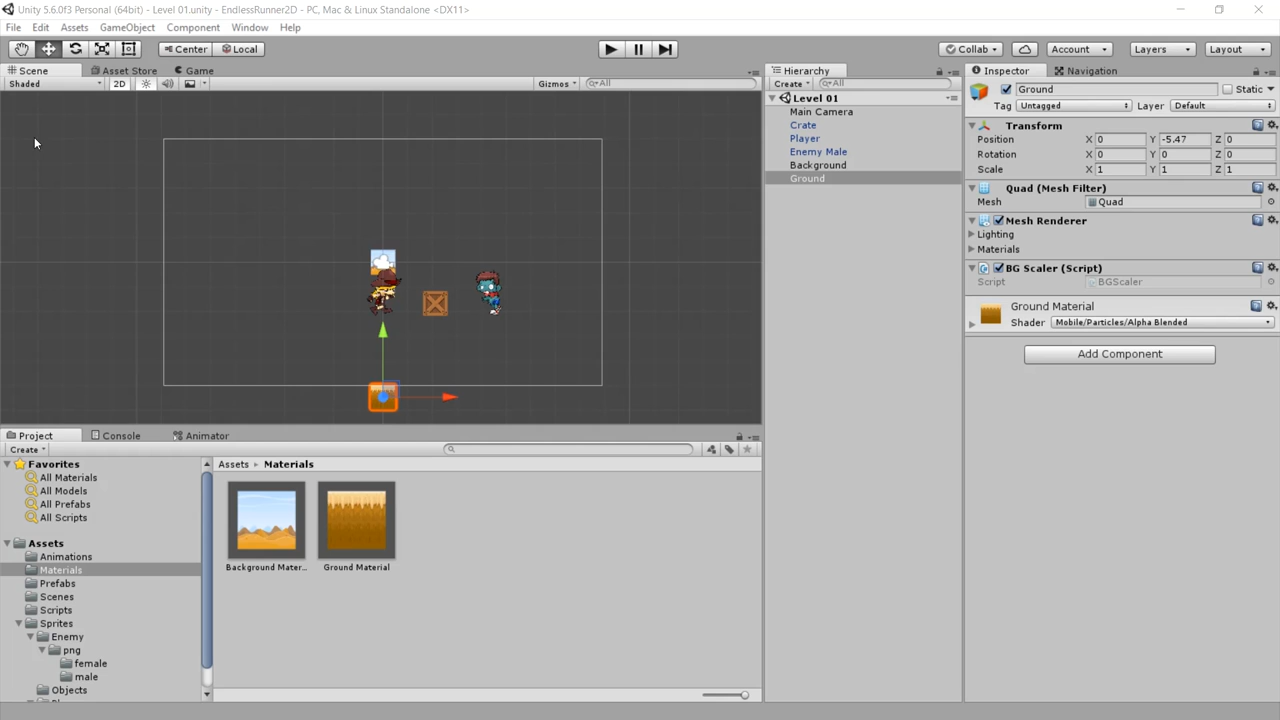 Unity 5.6.0f3 Personal (64bit) - Level 01.unity - EndlessRunner2D - PC, Mac & Linux Standalone <DX11>
File Edit Assets GameObject Component Window Help
Center Local Collab Account Layers Layout
Scene Asset Store Game
Shaded 2D Gizmos All
Hierarchy
Create All
Level 01
Main Camera
Crate
Player
Enemy Male
Background
Ground
Inspector Navigation
Ground Static
Tag Untagged Layer Default
Transform
Position X 0 Y -5.47 Z 0
Rotation X 0 Y 0 Z 0
Scale X 1 Y 1 Z 1
Quad (Mesh Filter)
Mesh Quad
Mesh Renderer
Lighting
Materials
BG Scaler (Script)
Script BGScaler
Ground Material
Shader Mobile/Particles/Alpha Blended
Add Component
Project Console Animator
Create
Favorites
All Materials
All Models
All Prefabs
All Scripts
Assets
Animations
Materials
Prefabs
Scenes
Scripts
Sprites
Enemy
png
female
male
Objects
Assets Materials
Background Mater...
Ground Material